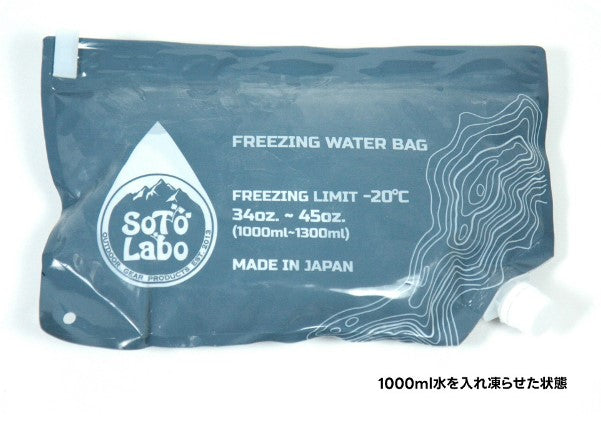 FREEZING WATER BAG
FREEZING LIMIT -20°C
34oz. ~ 45oz.
(1000ml~1300ml)
MADE IN JAPAN
SoTo
Labo
OUTDOOR GEAR PRODUCTS EST.2013
1000ml水を入れ凍らせた状態